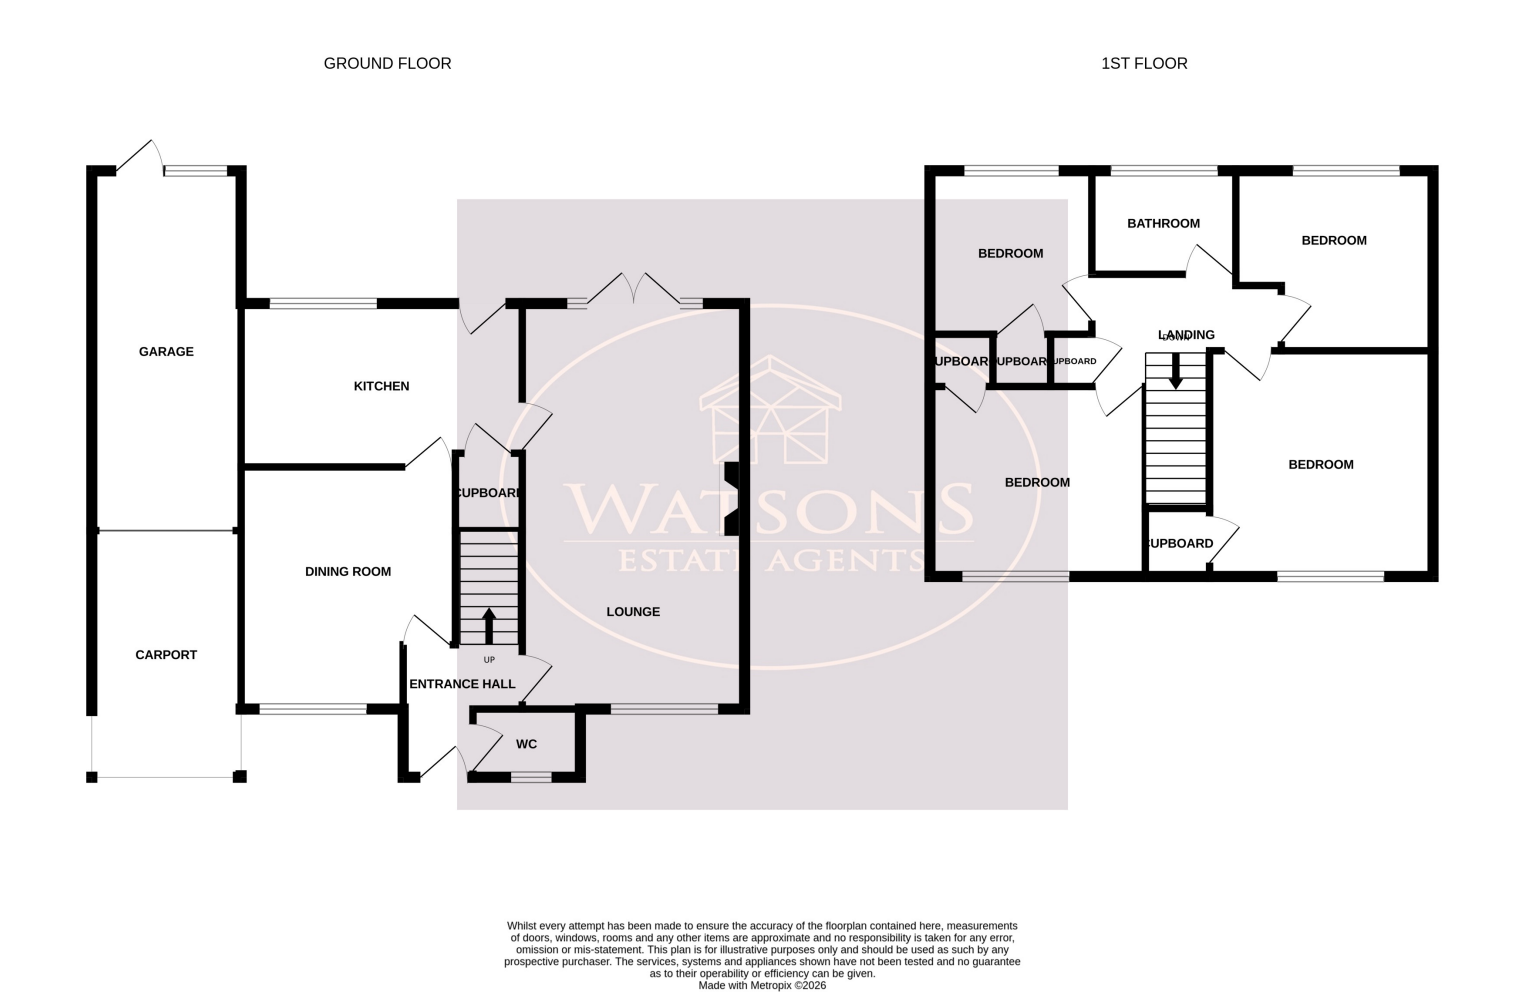 GROUND FLOOR
1ST FLOOR
GARAGE
KITCHEN
CUPBOARD
DINING ROOM
CARPORT
UP
ENTRANCE HALL
LOUNGE
WC
BEDROOM
BATHROOM
BEDROOM
LANDING
DOWN
CUPBOARD
CUPBOARD
CUPBOARD
BEDROOM
BEDROOM
CUPBOARD
WATSONS
ESTATE AGENTS
Whilst every attempt has been made to ensure the accuracy of the floorplan contained here, measurements
of doors, windows, rooms and any other items are approximate and no responsibility is taken for any error,
omission or mis-statement. This plan is for illustrative purposes only and should be used as such by any
prospective purchaser. The services, systems and appliances shown have not been tested and no guarantee
as to their operability or efficiency can be given.
Made with Metropix ©2026